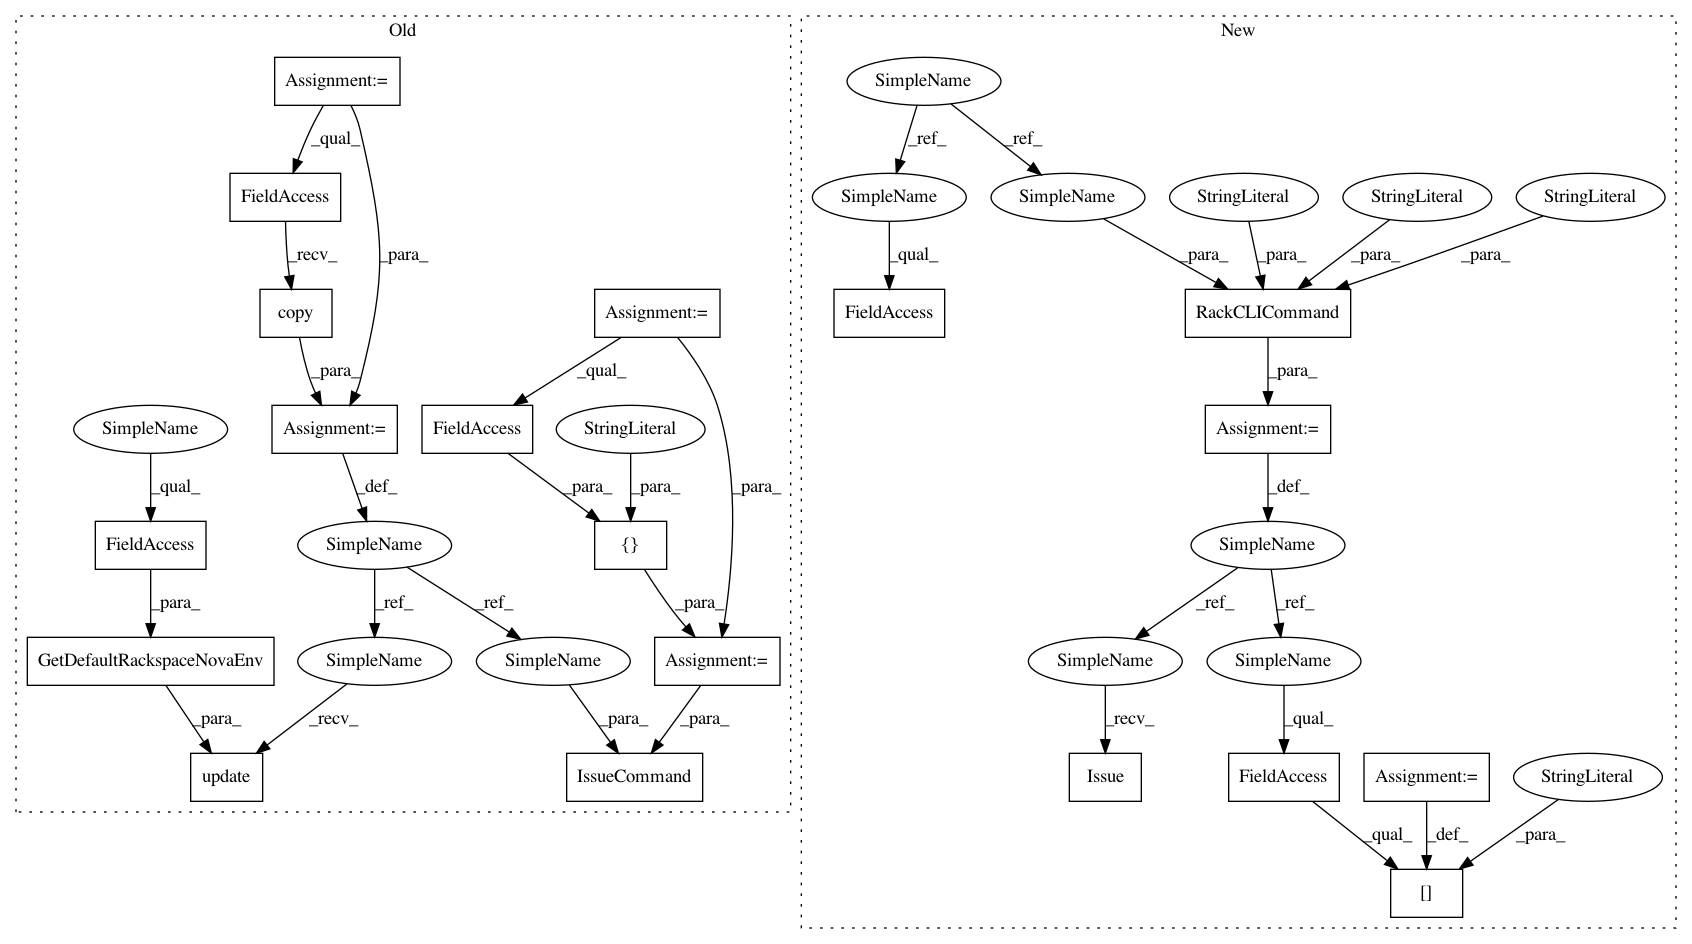 Old
New
Assignment:=
SimpleName
_qual_
_ref_
_ref_
FieldAccess
SimpleName
SimpleName
StringLiteral
StringLiteral
StringLiteral
_recv_
_para_
_qual_
_para_
_para_
_para_
_para_
copy
Assignment:=
FieldAccess
RackCLICommand
_para_
_qual_
_para_
SimpleName
Assignment:=
FieldAccess
StringLiteral
Assignment:=
_qual_
_def_
_para_
_para_
_para_
_def_
FieldAccess
SimpleName
{}
SimpleName
_para_
_ref_
_ref_
_para_
_ref_
_ref_
GetDefaultRackspaceNovaEnv
SimpleName
SimpleName
Assignment:=
SimpleName
SimpleName
_para_
_recv_
_para_
_para_
_recv_
_qual_
update
IssueCommand
Issue
FieldAccess
Assignment:=
StringLiteral
_qual_
_def_
_para_
[]